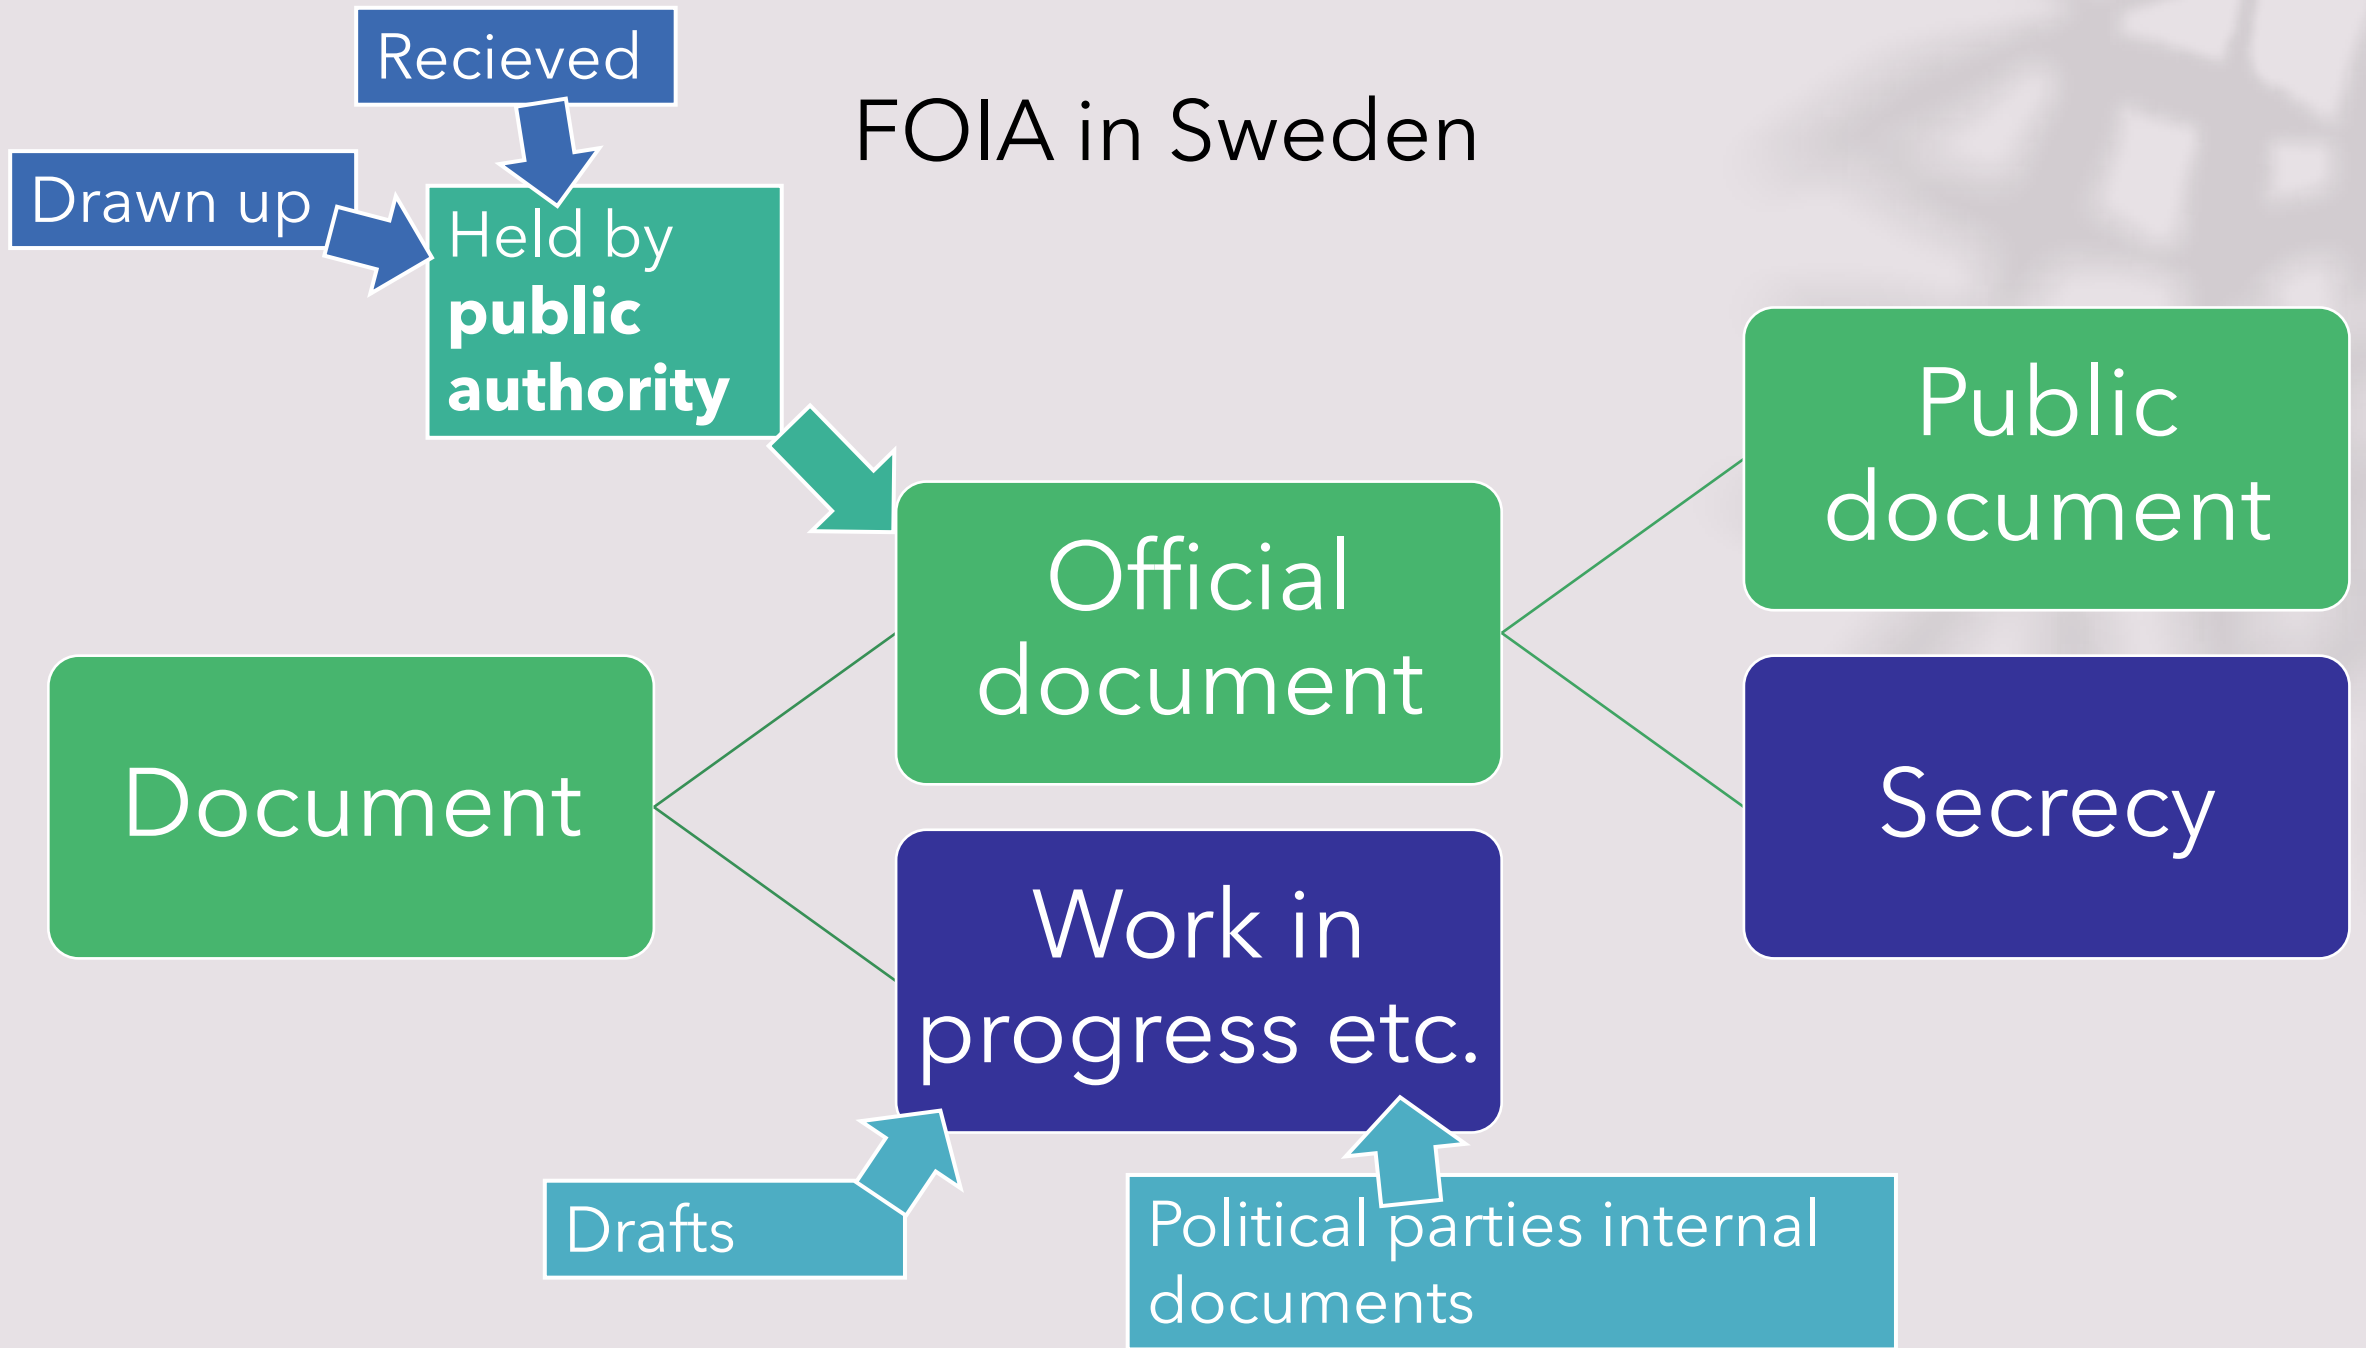 Recieved
FOIA in Sweden
Drawn up
Held by
public
authority
Public
document
Official
document
Document
Secrecy
Work in
progress etc.
Drafts
Political parties internal
documents